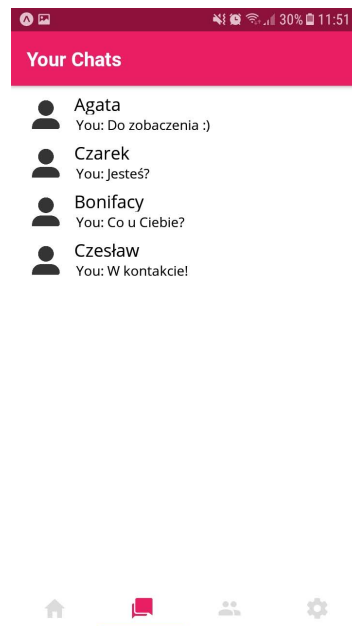 30% 11:51
Your Chats
Agata
You: Do zobaczenia :)
Czarek
You: Jesteś?
Bonifacy
You: Co u Ciebie?
Czesław
You: W kontakcie!